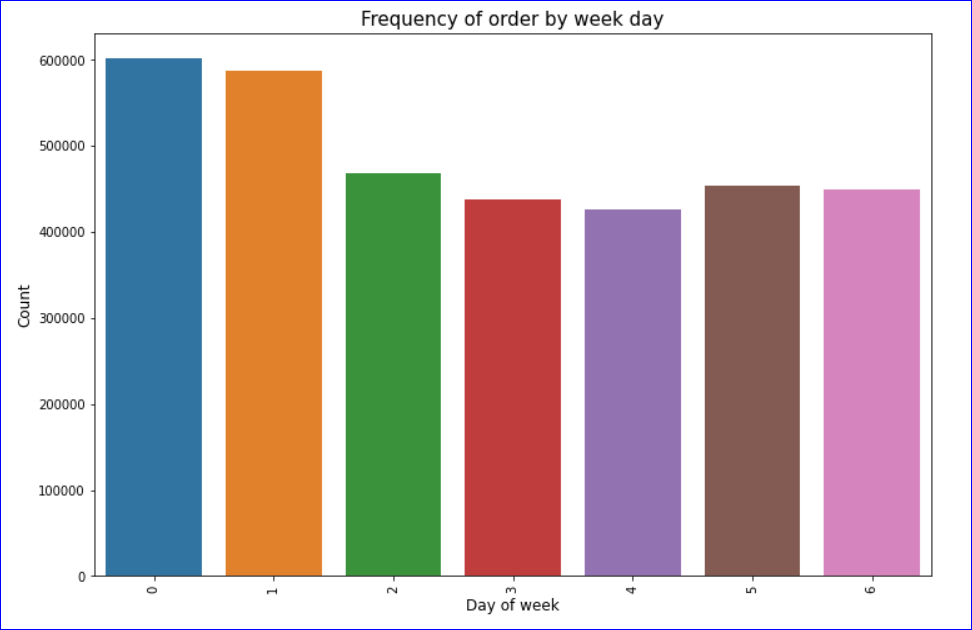 Frequency of order by week day
600000
500000
400000
300000
200000
100000
0
Count
0 1 2 3 4 5 6
Day of week